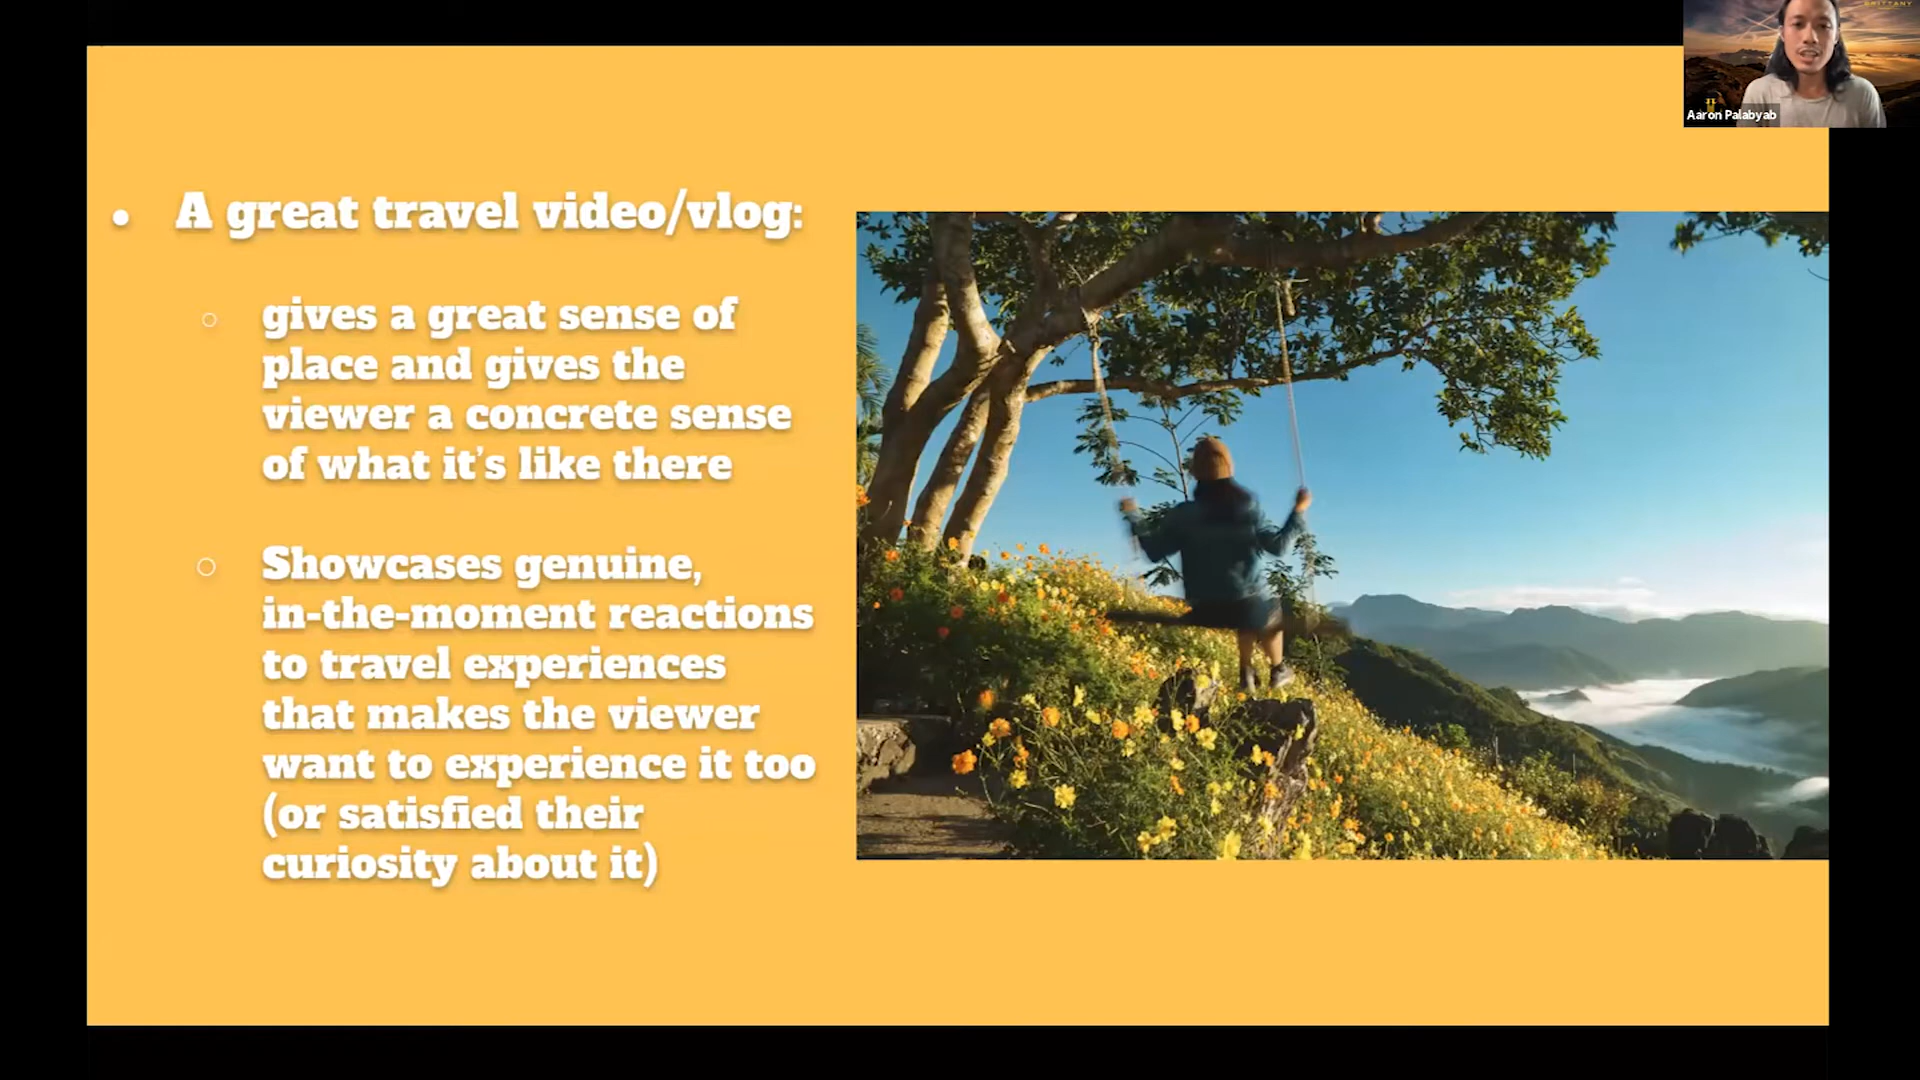 BRITTANY
Aaron Palabyab
• A great travel video/vlog:
○ gives a great sense of
place and gives the
viewer a concrete sense
of what it's like there
○ Showcases genuine,
in-the-moment reactions
to travel experiences
that makes the viewer
want to experience it too
(or satisfied their
curiosity about it)